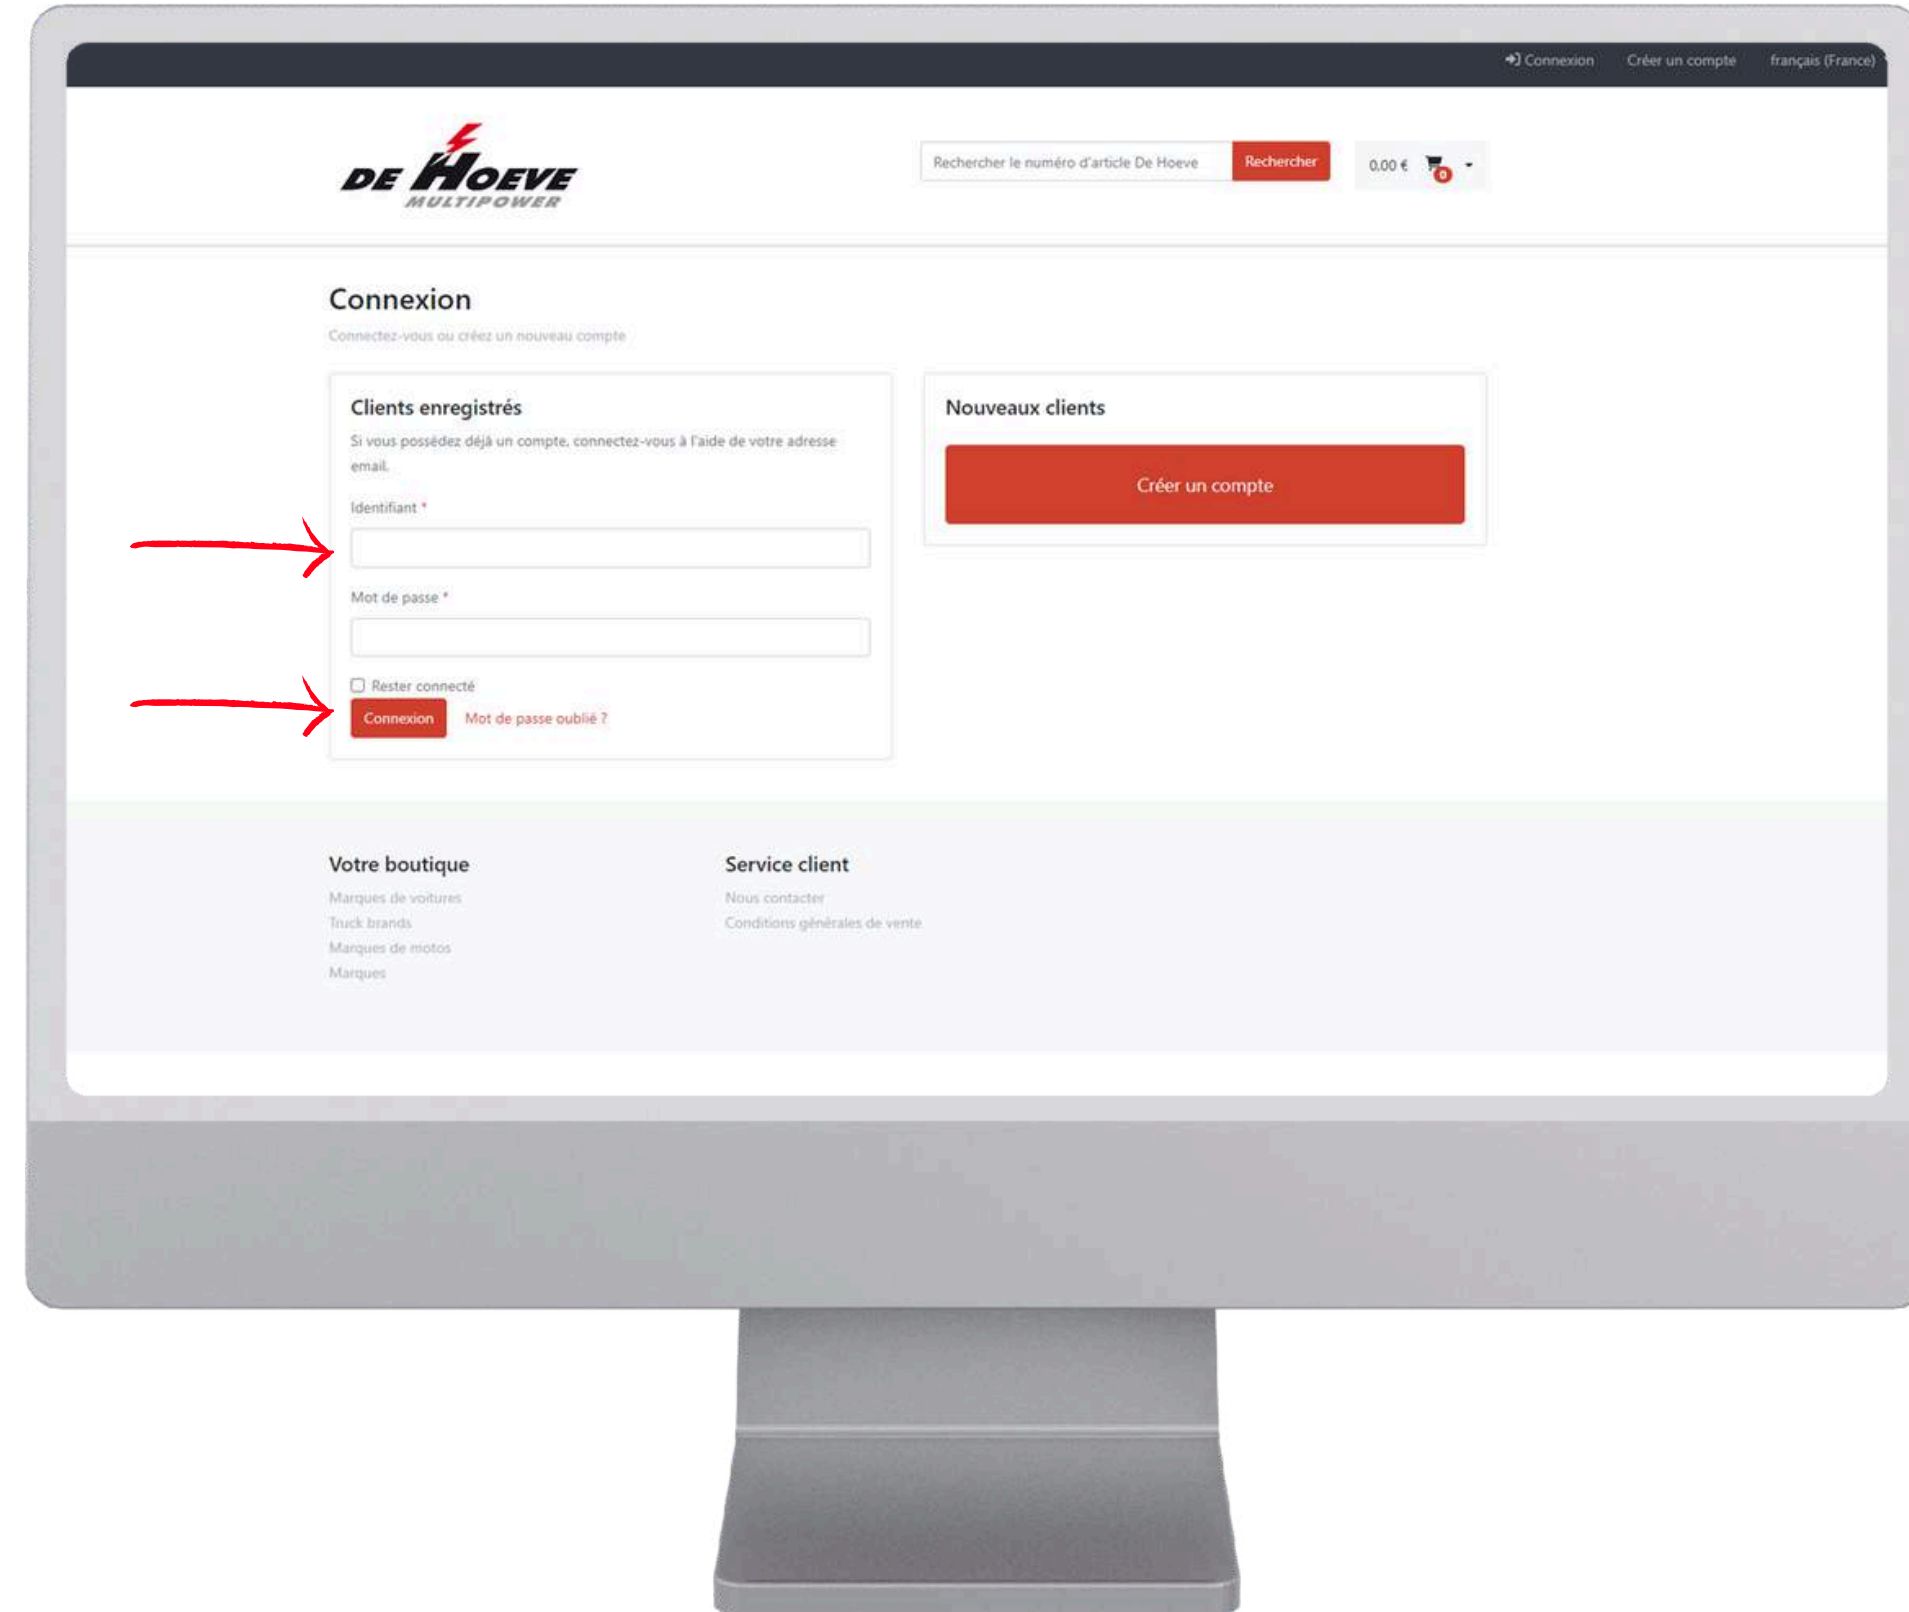 Connexion Créer un compte français (France)
DE HOEVE
MULTIPOWER
Rechercher le numéro d'article De Hoeve Rechercher 0,00 € 0
Connexion
Connectez-vous ou créez un nouveau compte
Clients enregistrés
Si vous possédez déjà un compte, connectez-vous à l'aide de votre adresse
email.
Identifiant *
Mot de passe *
Rester connecté
Connexion Mot de passe oublié ?
Nouveaux clients
Créer un compte
Votre boutique
Marques de voitures
Truck brands
Marques de motos
Marques
Service client
Nous contacter
Conditions générales de vente